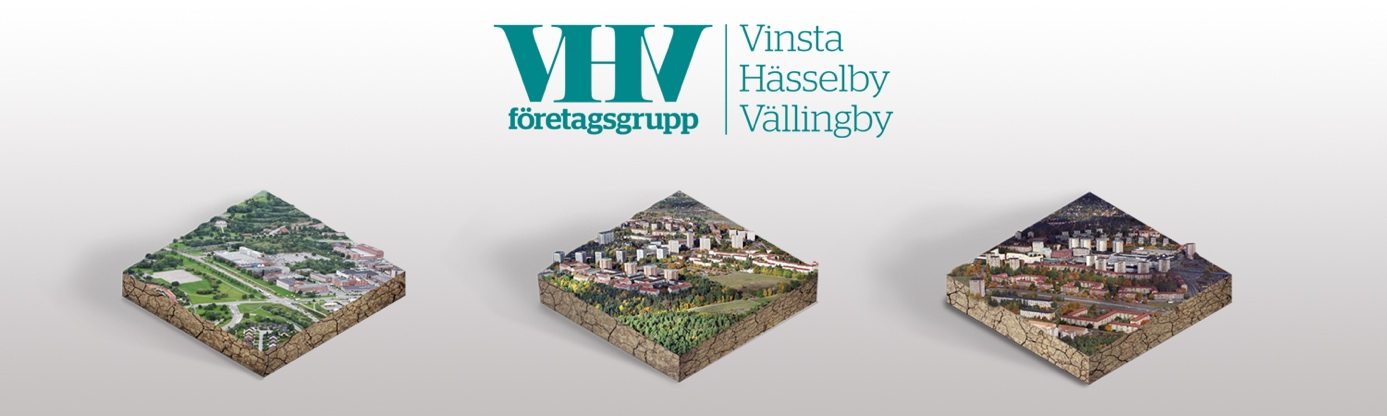 VHV
företagsgrupp
Vinsta
Hässelby
Vällingby